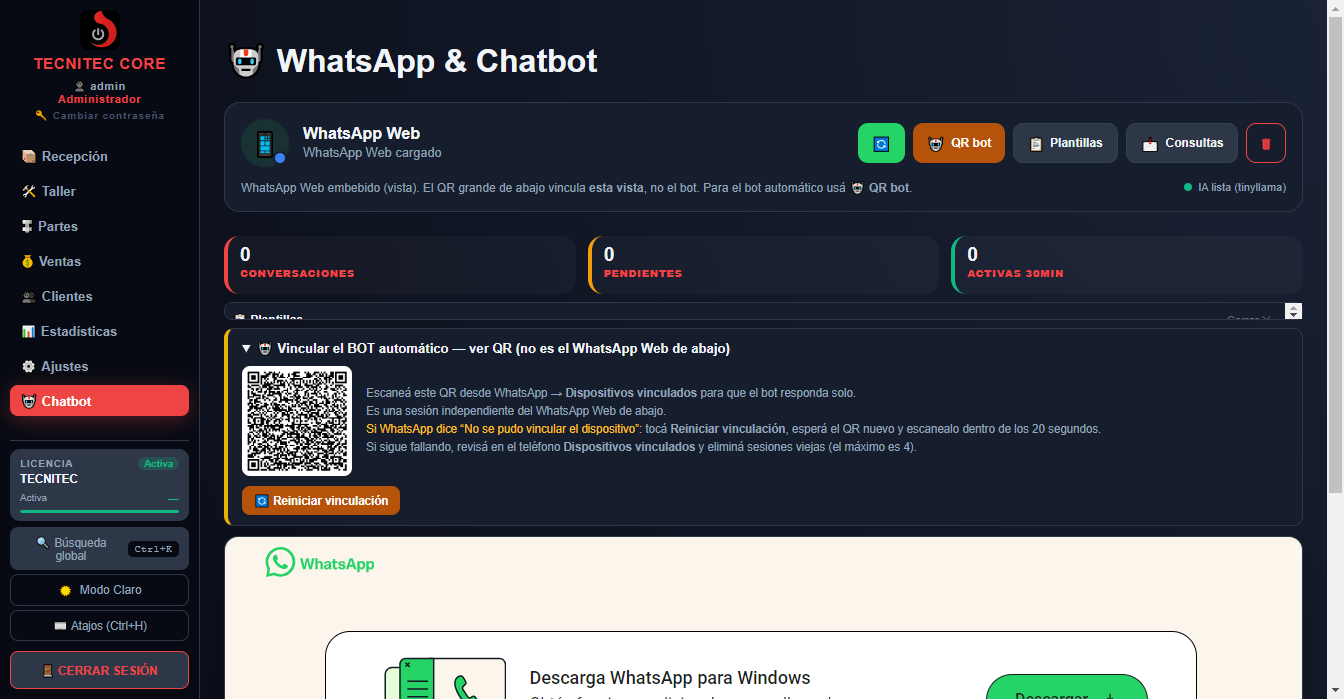 TECNITEC CORE
admin
Administrador
Cambiar contraseña
Recepción
Taller
Partes
Ventas
Clientes
Estadísticas
Ajustes
Chatbot
LICENCIA
Activa
TECNITEC
Activa
—
Búsqueda
global
Ctrl+K
Modo Claro
Atajos (Ctrl+H)
CERRAR SESIÓN
WhatsApp & Chatbot
WhatsApp Web
WhatsApp Web cargado
QR bot
Plantillas
Consultas
WhatsApp Web embebido (vista). El QR grande de abajo vincula esta vista, no el bot. Para el bot automático usá QR bot.
IA lista (tinyllama)
0
CONVERSACIONES
0
PENDIENTES
0
ACTIVAS 30MIN
Plantillas
Vincular el BOT automático — ver QR (no es el WhatsApp Web de abajo)
Escaneá este QR desde WhatsApp → Dispositivos vinculados para que el bot responda solo.
Es una sesión independiente del WhatsApp Web de abajo.
Si WhatsApp dice “No se pudo vincular el dispositivo”: tocá Reiniciar vinculación, esperá el QR nuevo y escanealo dentro de los 20 segundos.
Si sigue fallando, revisá en el teléfono Dispositivos vinculados y eliminá sesiones viejas (el máximo es 4).
Reiniciar vinculación
WhatsApp
Descarga WhatsApp para Windows
Descargar